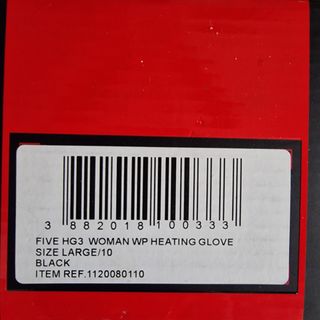 3 882018 100333
FIVE HG3 WOMAN WP HEATING GLOVE
SIZE LARGE/10
BLACK
ITEM REF.1120080110